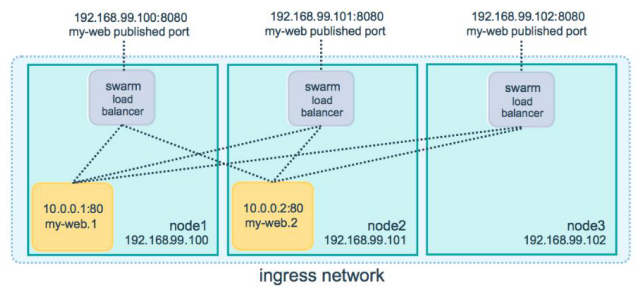 192.168.99.100:8080
my-web published port
192.168.99.101:8080
my-web published port
192.168.99.102:8080
my-web published port
swarm
load
balancer
swarm
load
balancer
swarm
load
balancer
10.0.0.1:80
my-web.1
node1
192.168.99.100
10.0.0.2:80
my-web.2
node2
192.168.99.101
node3
192.168.99.102
ingress network